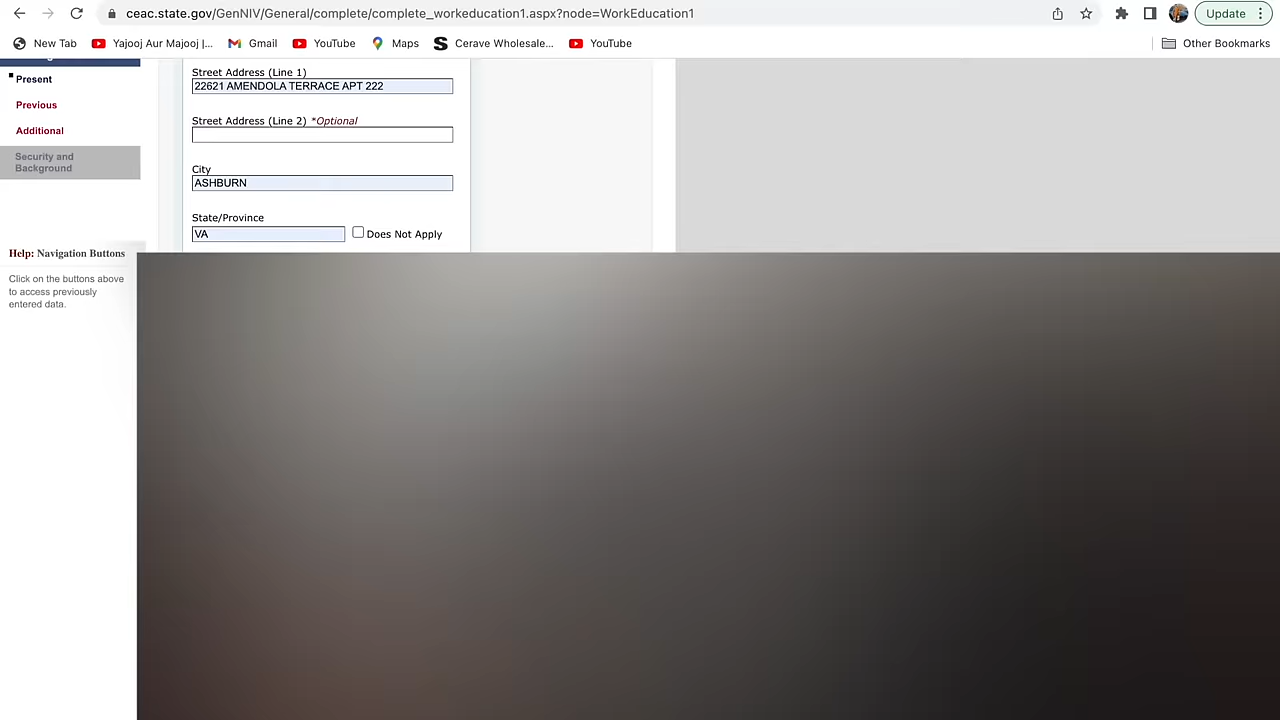 ceac.state.gov/GenNIV/General/complete/complete_workeducation1.aspx?node=WorkEducation1
Update
New Tab
Yajooj Aur Majooj |...
Gmail
YouTube
Maps
Cerave Wholesale...
YouTube
Other Bookmarks
Present
Previous
Additional
Security and
Background
Help: Navigation Buttons
Click on the buttons above
to access previously
entered data.
Street Address (Line 1)
22621 AMENDOLA TERRACE APT 222
Street Address (Line 2) *Optional
City
ASHBURN
State/Province
VA
Does Not Apply